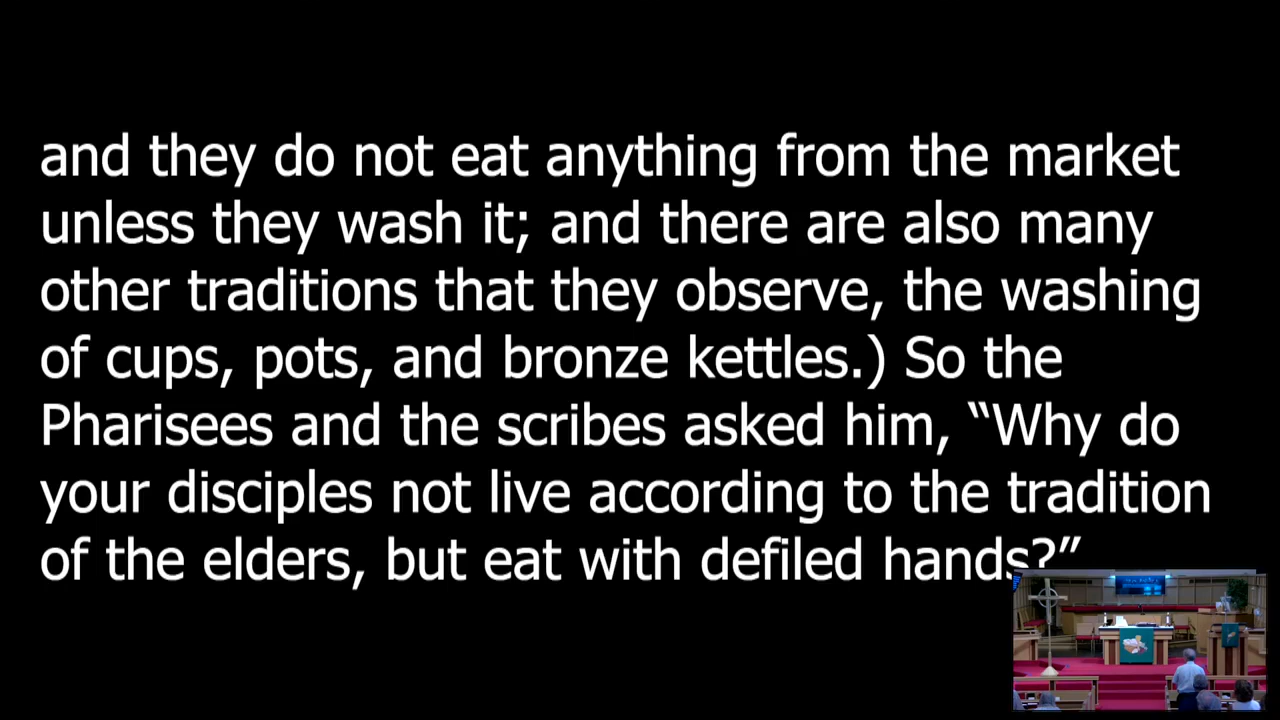 and they do not eat anything from the market
unless they wash it; and there are also many
other traditions that they observe, the washing
of cups, pots, and bronze kettles.) So the
Pharisees and the scribes asked him, “Why do
your disciples not live according to the tradition
of the elders, but eat with defiled hands?”